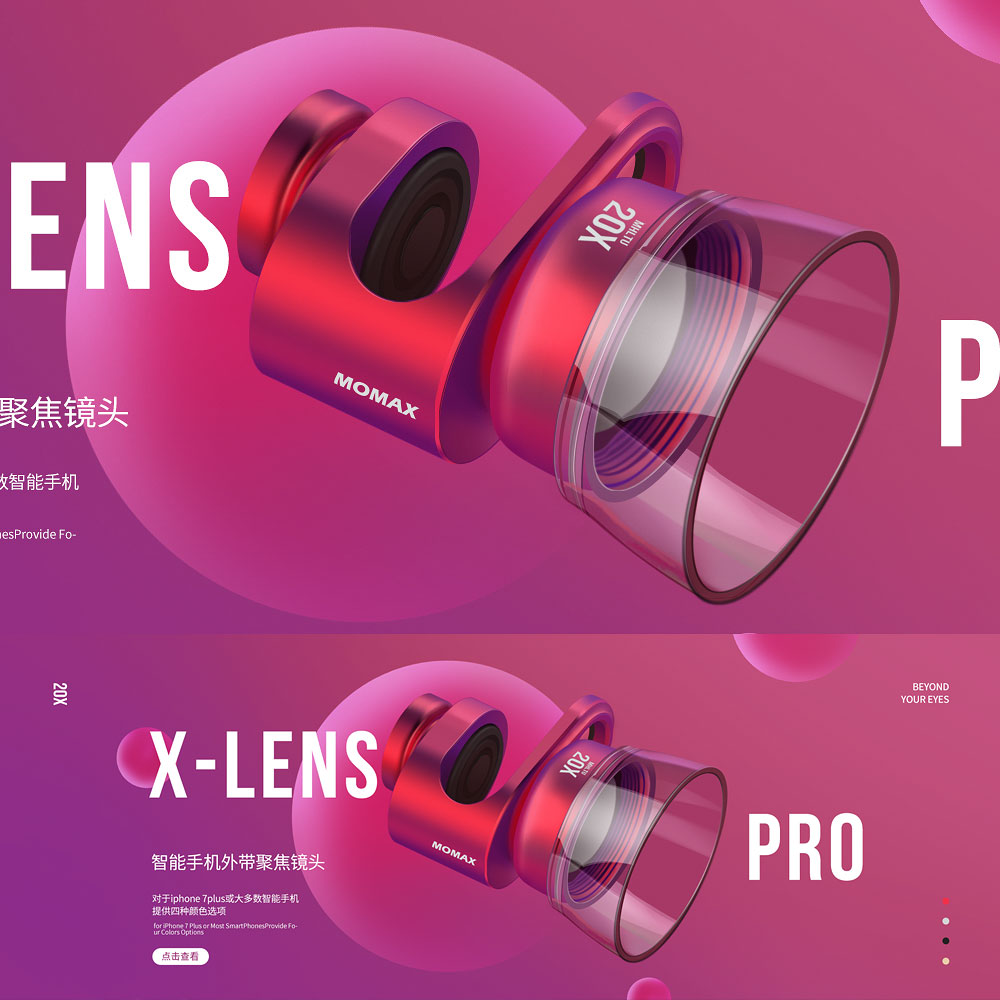 ENS
20X
MHLTU
MOMAX
P
聚焦镜头
数智能手机
nesProvide Fo-
20X
BEYOND
YOUR EYES
X-LENS
20X
MHLTU
MOMAX
PRO
智能手机外带聚焦镜头
对于iphone 7plus或大多数智能手机
提供四种颜色选项
for iPhone 7 Plus or Most SmartPhonesProvide Fo-
ur Colors Options
点击查看